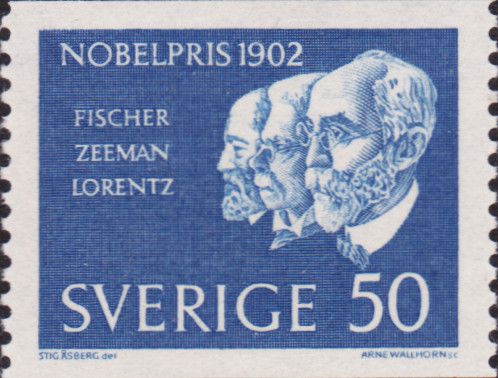 NOBELPRIS 1902
FISCHER
ZEEMAN
LORENTZ
SVERIGE 50
STIG ÅSBERG del
ARNE WALLHORN sc